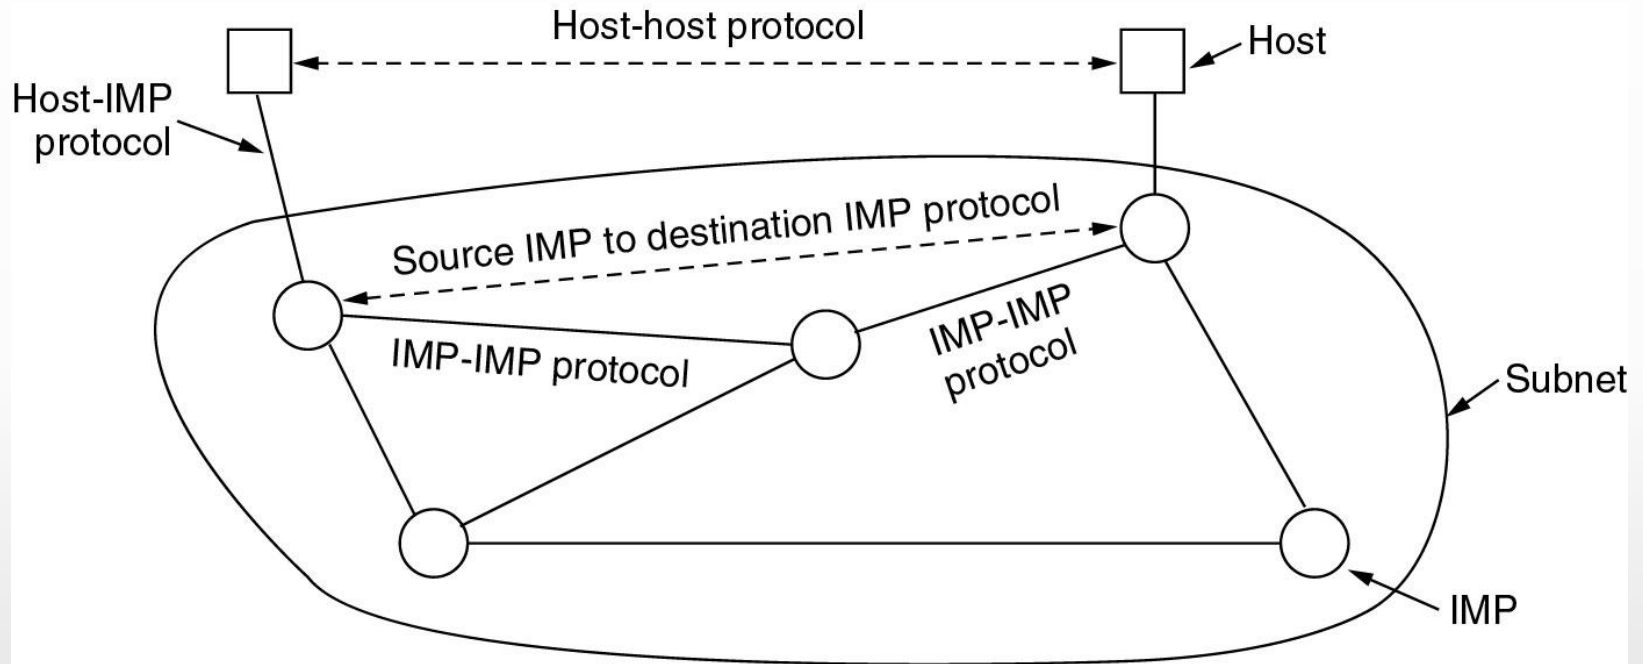 Host-host protocol
Host
Host-IMP
protocol
Source IMP to destination IMP protocol
IMP-IMP protocol
IMP-IMP
protocol
Subnet
IMP